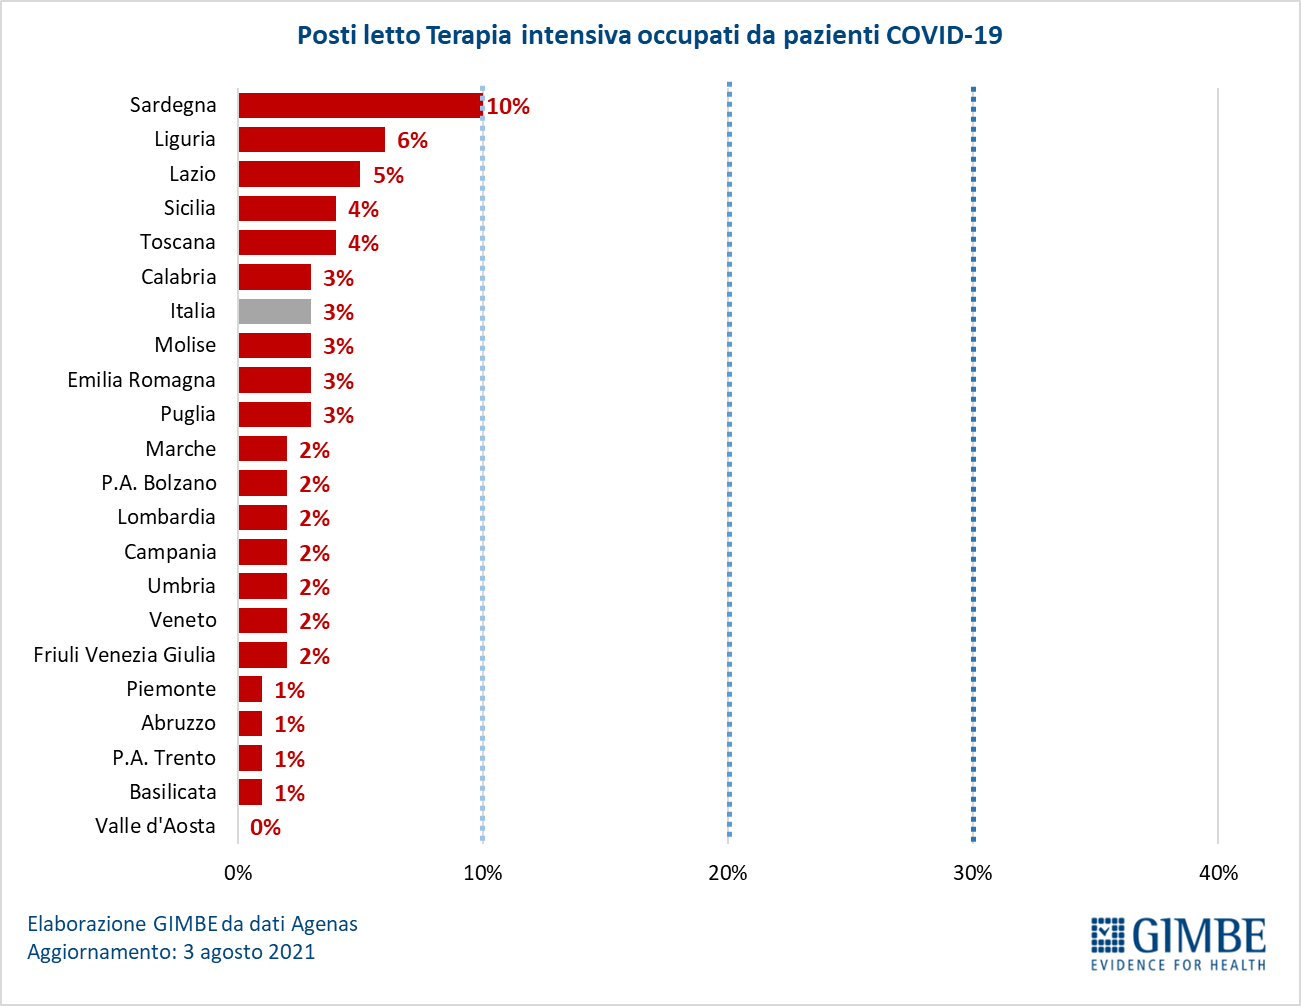 Posti letto Terapia intensiva occupati da pazienti COVID-19
Sardegna 10%
Liguria 6%
Lazio 5%
Sicilia 4%
Toscana 4%
Calabria 3%
Italia 3%
Molise 3%
Emilia Romagna 3%
Puglia 3%
Marche 2%
P.A. Bolzano 2%
Lombardia 2%
Campania 2%
Umbria 2%
Veneto 2%
Friuli Venezia Giulia 2%
Piemonte 1%
Abruzzo 1%
P.A. Trento 1%
Basilicata 1%
Valle d'Aosta 0%
0% 10% 20% 30% 40%
Elaborazione GIMBE da dati Agenas
Aggiornamento: 3 agosto 2021
GIMBE
EVIDENCE FOR HEALTH